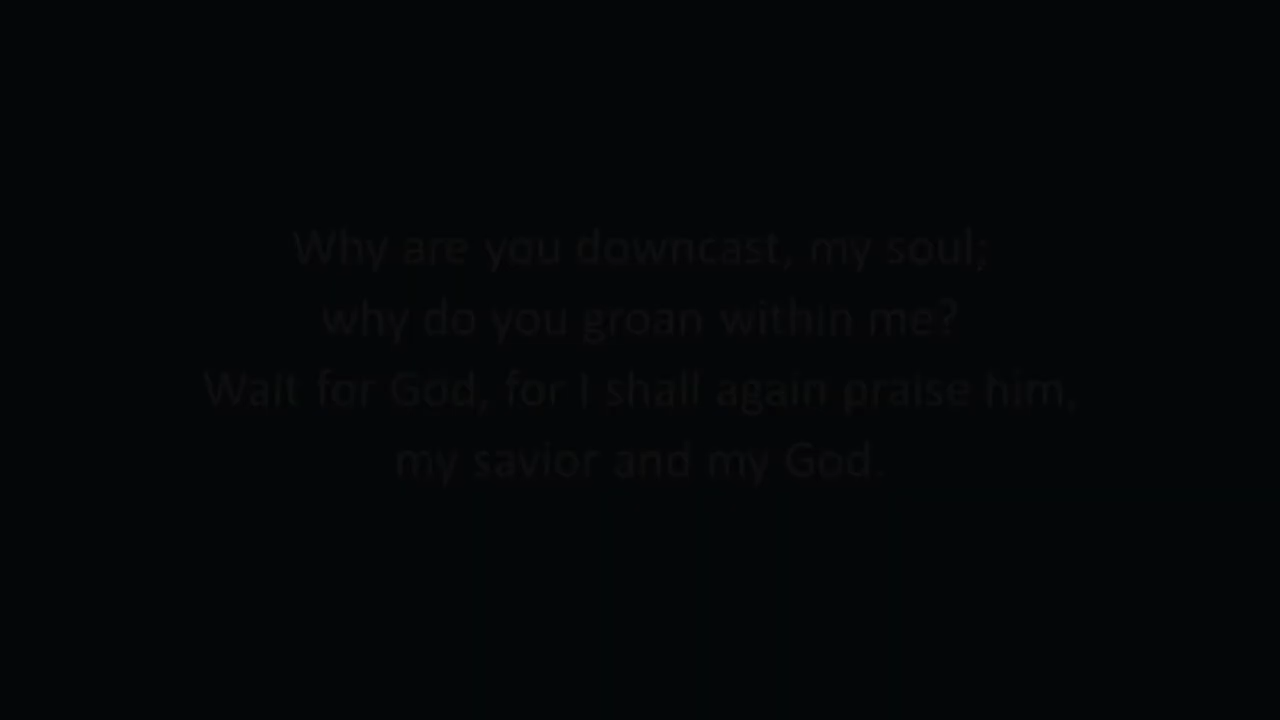 Why are you downcast, my soul;
why do you groan within me?
Wait for God, for I shall again praise him,
my savior and my God.